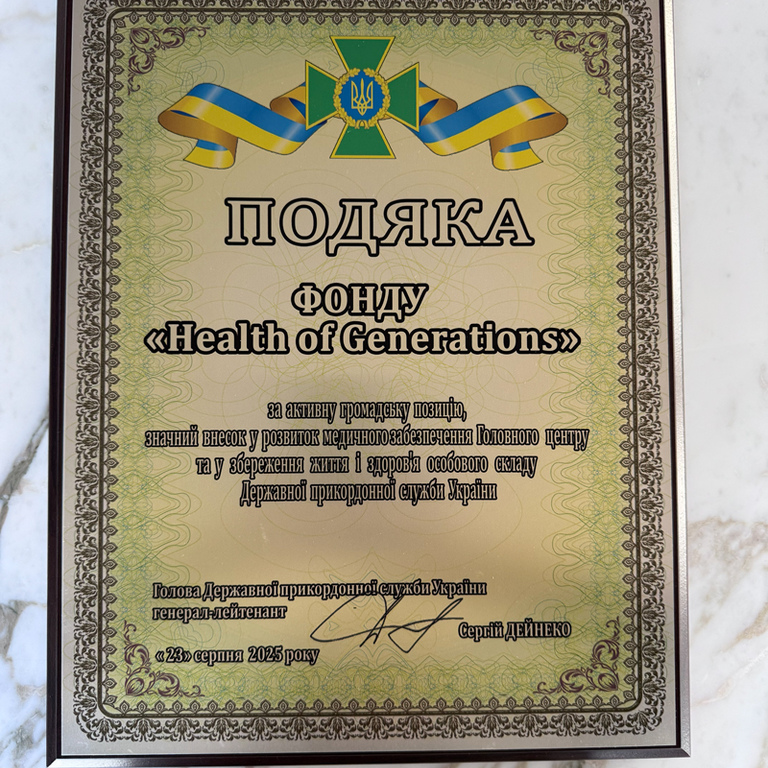 ПОДЯКА
ФОНДУ
«Health of Generations»
за активну громадську позицію,
значний внесок у розвиток медичного забезпечення Головного центру
та у збереження життя і здоров'я особового складу
Державної прикордонної служби України
Голова Державної прикордонної служби України
генерал-лейтенант
Сергій ДЕЙНЕКО
«23» серпня 2025 року